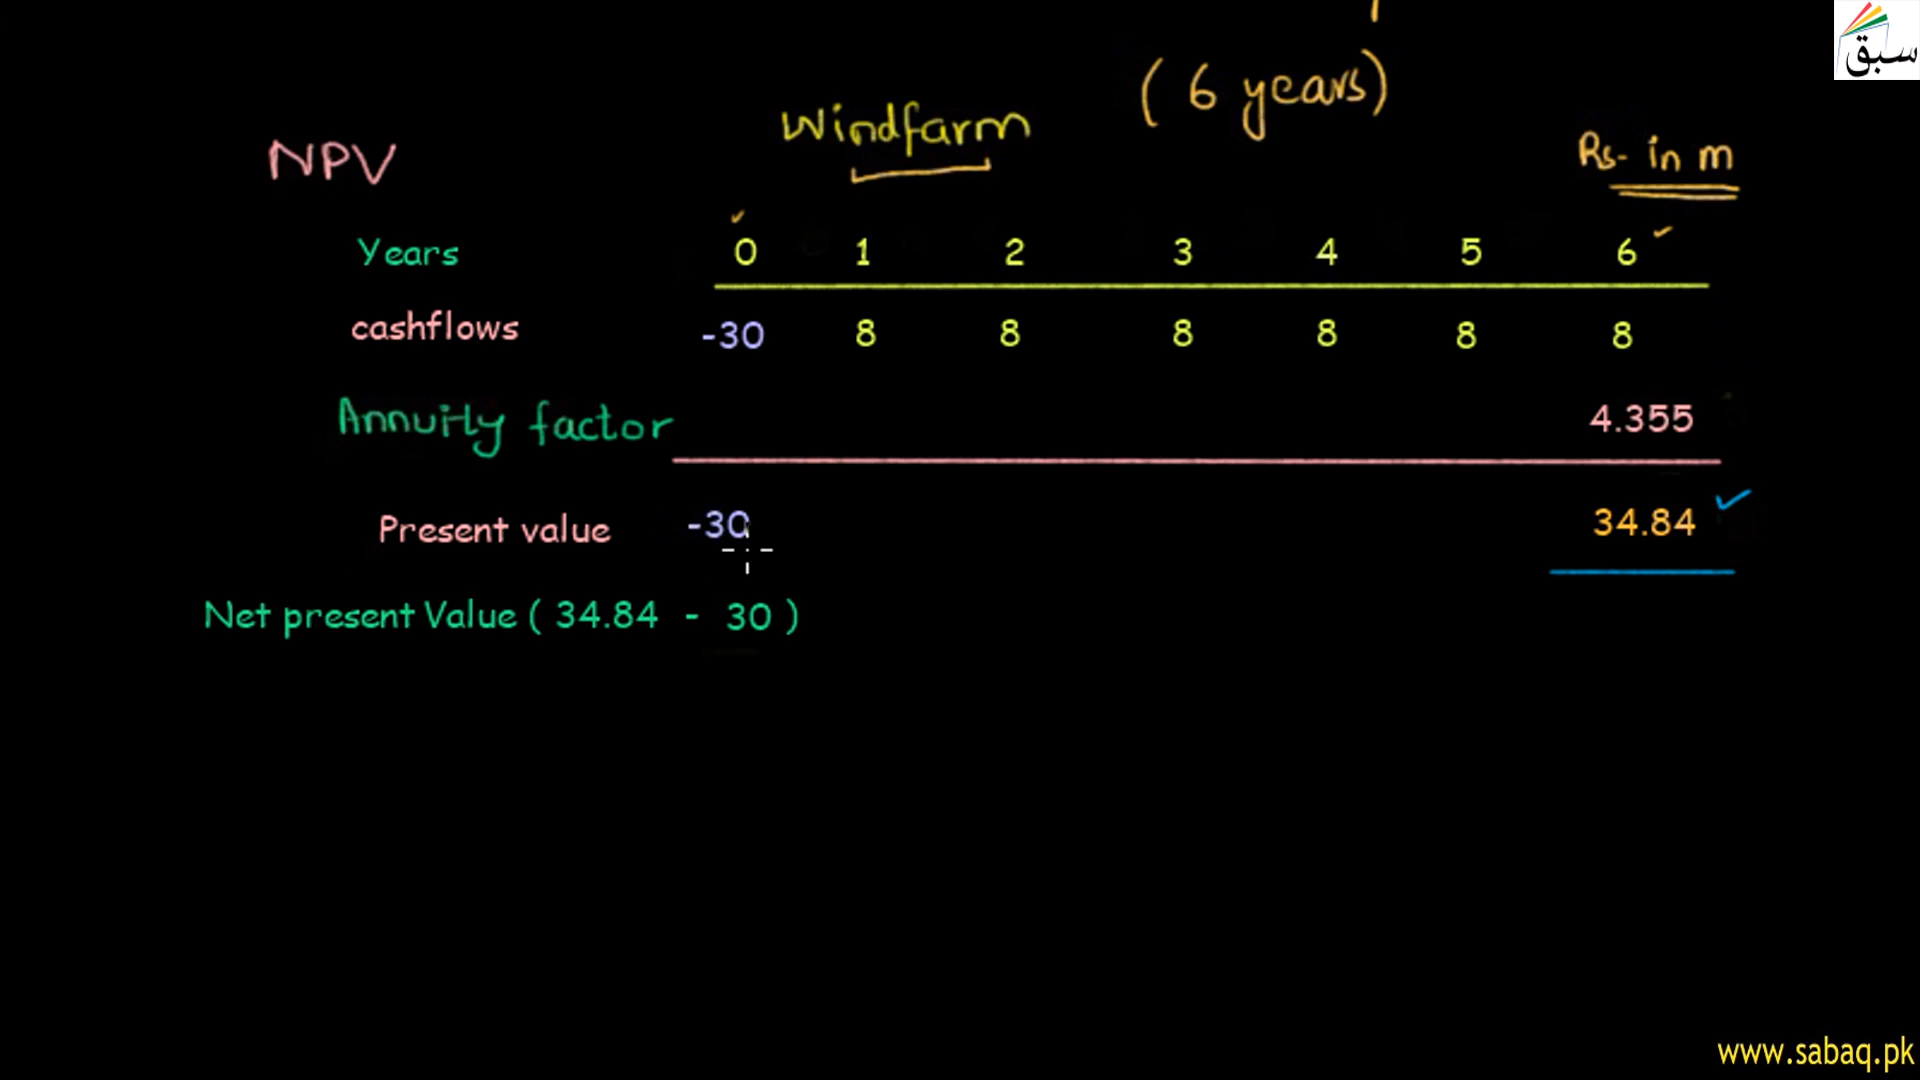 سبق
( 6 years)
Windfarm
NPV
Rs- in m
Years 0 1 2 3 4 5 6
cashflows -30 8 8 8 8 8 8
Annuity factor 4.355
Present value -30 34.84
Net present Value ( 34.84 - 30 )
www.sabaq.pk